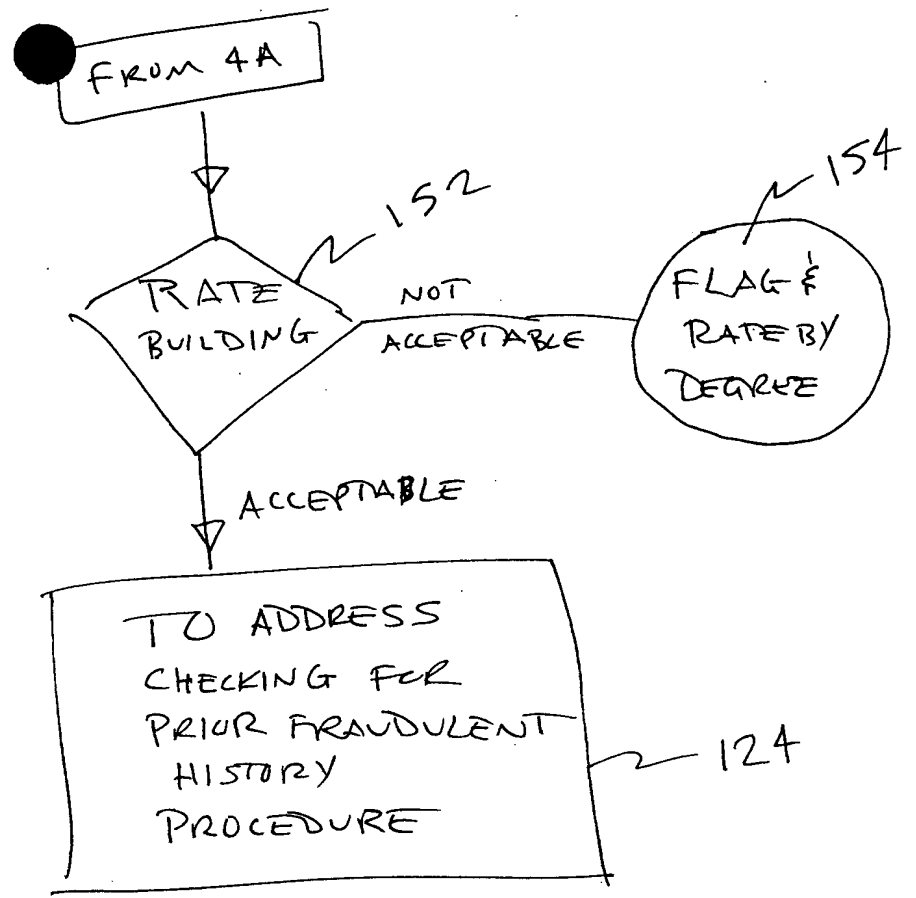 FROM 4A
152
154
RATE
BUILDING
NOT
ACCEPTABLE
FLAG &
RATE BY
DEGREE
ACCEPTABLE
TO ADDRESS
CHECKING FOR
PRIOR FRAUDULENT
HISTORY
PROCEDURE
124